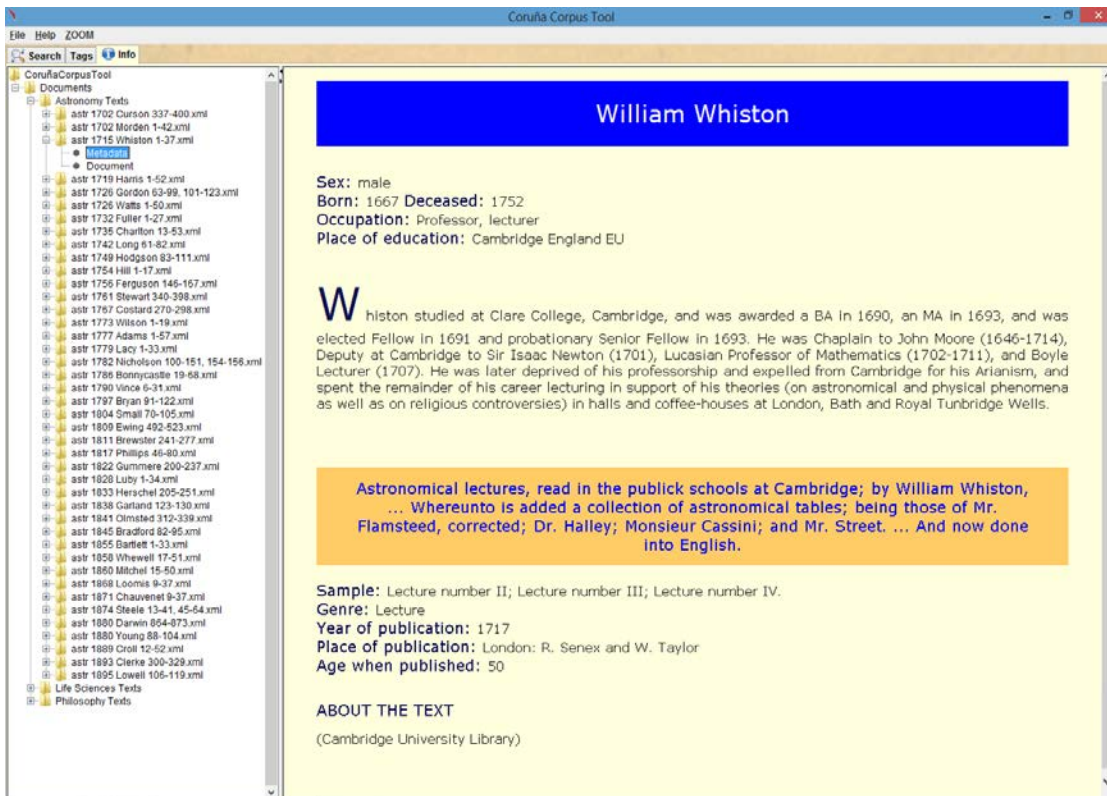 Coruña Corpus Tool
File Help ZOOM
Search Tags Info
CoruñaCorpusTool
Documents
Astronomy Texts
astr 1702 Curson 337-400.xml
astr 1702 Morden 1-42.xml
astr 1715 Whiston 1-37.xml
Metadata
Document
astr 1719 Harris 1-52.xml
astr 1726 Gordon 63-99, 101-123.xml
astr 1726 Watts 1-50.xml
astr 1732 Fuller 1-27.xml
astr 1735 Charlton 13-53.xml
astr 1742 Long 61-82.xml
astr 1749 Hodgson 83-111.xml
astr 1754 Hill 1-17.xml
astr 1756 Ferguson 146-167.xml
astr 1761 Stewart 340-398.xml
astr 1767 Costard 270-298.xml
astr 1773 Wilson 1-19.xml
astr 1777 Adams 1-57.xml
astr 1779 Lacy 1-33.xml
astr 1782 Nicholson 100-151, 154-156.xml
astr 1786 Bonnycastle 19-68.xml
astr 1790 Vince 6-31.xml
astr 1797 Bryan 91-122.xml
astr 1804 Small 70-105.xml
astr 1809 Ewing 492-523.xml
astr 1811 Brewster 241-277.xml
astr 1817 Phillips 46-80.xml
astr 1822 Gummere 200-237.xml
astr 1828 Luby 1-34.xml
astr 1833 Herschel 205-251.xml
astr 1838 Garland 123-130.xml
astr 1841 Olmsted 312-339.xml
astr 1845 Bradford 82-95.xml
astr 1855 Bartlett 1-33.xml
astr 1858 Whewell 17-51.xml
astr 1860 Mitchel 15-50.xml
astr 1868 Loomis 9-37.xml
astr 1871 Chauvenet 9-37.xml
astr 1874 Steele 13-41, 45-64.xml
astr 1880 Darwin 864-873.xml
astr 1880 Young 88-104.xml
astr 1889 Croll 12-52.xml
astr 1893 Clerke 300-329.xml
astr 1895 Lowell 106-119.xml
Life Sciences Texts
Philosophy Texts
William Whiston
Sex: male
Born: 1667 Deceased: 1752
Occupation: Professor, lecturer
Place of education: Cambridge England EU
Whiston studied at Clare College, Cambridge, and was awarded a BA in 1690, an MA in 1693, and was
elected Fellow in 1691 and probationary Senior Fellow in 1693. He was Chaplain to John Moore (1646-1714),
Deputy at Cambridge to Sir Isaac Newton (1701), Lucasian Professor of Mathematics (1702-1711), and Boyle
Lecturer (1707). He was later deprived of his professorship and expelled from Cambridge for his Arianism, and
spent the remainder of his career lecturing in support of his theories (on astronomical and physical phenomena
as well as on religious controversies) in halls and coffee-houses at London, Bath and Royal Tunbridge Wells.
Astronomical lectures, read in the publick schools at Cambridge; by William Whiston,
... Whereunto is added a collection of astronomical tables; being those of Mr.
Flamsteed, corrected; Dr. Halley; Monsieur Cassini; and Mr. Street. ... And now done
into English.
Sample: Lecture number II; Lecture number III; Lecture number IV.
Genre: Lecture
Year of publication: 1717
Place of publication: London: R. Senex and W. Taylor
Age when published: 50
ABOUT THE TEXT
(Cambridge University Library)